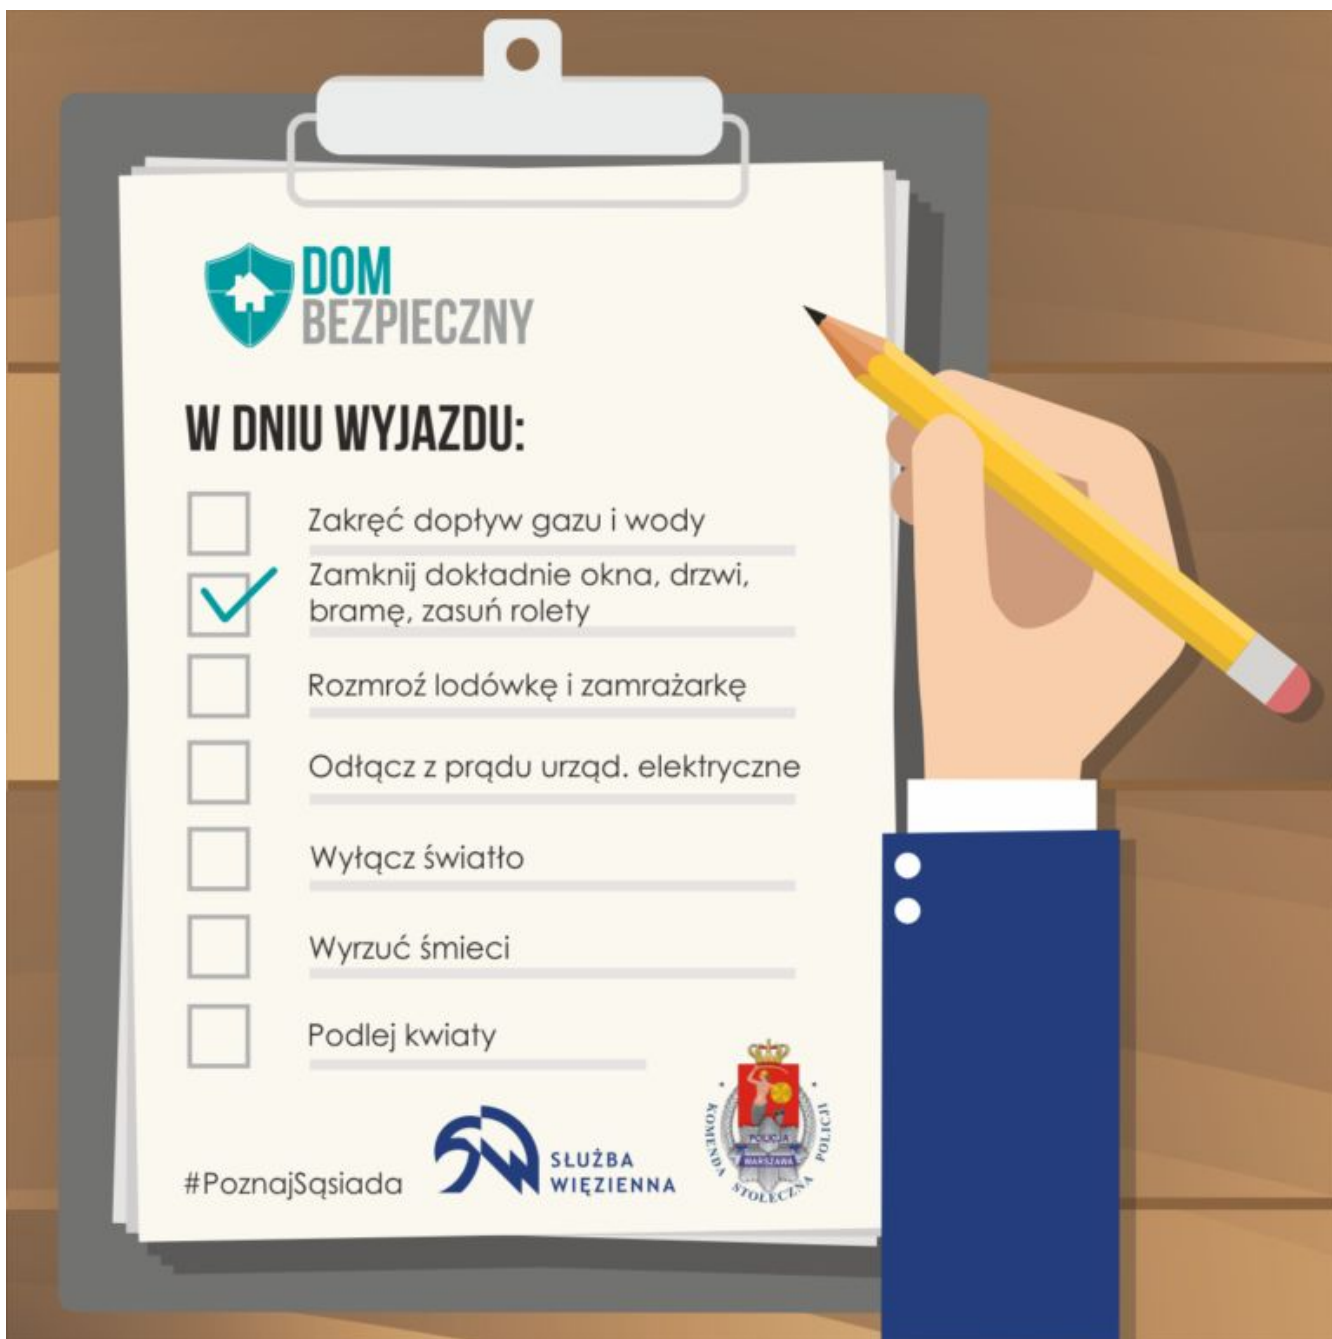 DOM
BEZPIECZNY
W DNIU WYJAZDU:
Zakręć dopływ gazu i wody
Zamknij dokładnie okna, drzwi,
bramę, zasuń rolety
Rozmroź lodówkę i zamrażarkę
Odłącz z prądu urząd. elektryczne
Wyłącz światło
Wyrzuć śmieci
Podlej kwiaty
#PoznajSąsiada
SŁUŻBA
WIĘZIENNA
KOMENDA STOŁECZNA POLICJI
POLICJA
WARSZAWA